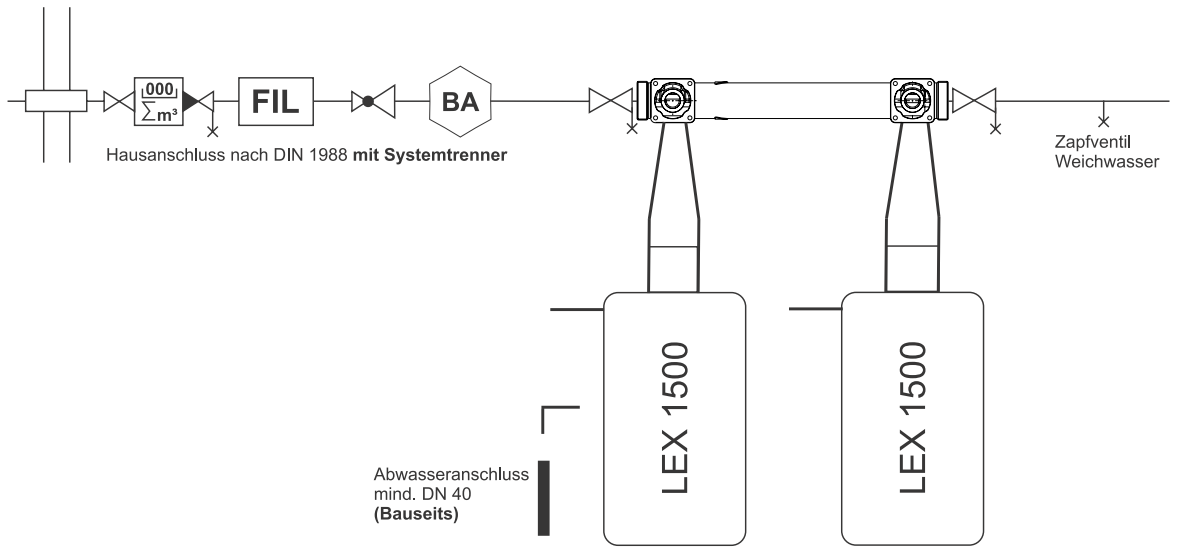 000
∑m³
FIL
BA
Hausanschluss nach DIN 1988 mit Systemtrenner
Zapfventil
Weichwasser
LEX 1500
LEX 1500
Abwasseranschluss
mind. DN 40
(Bauseits)